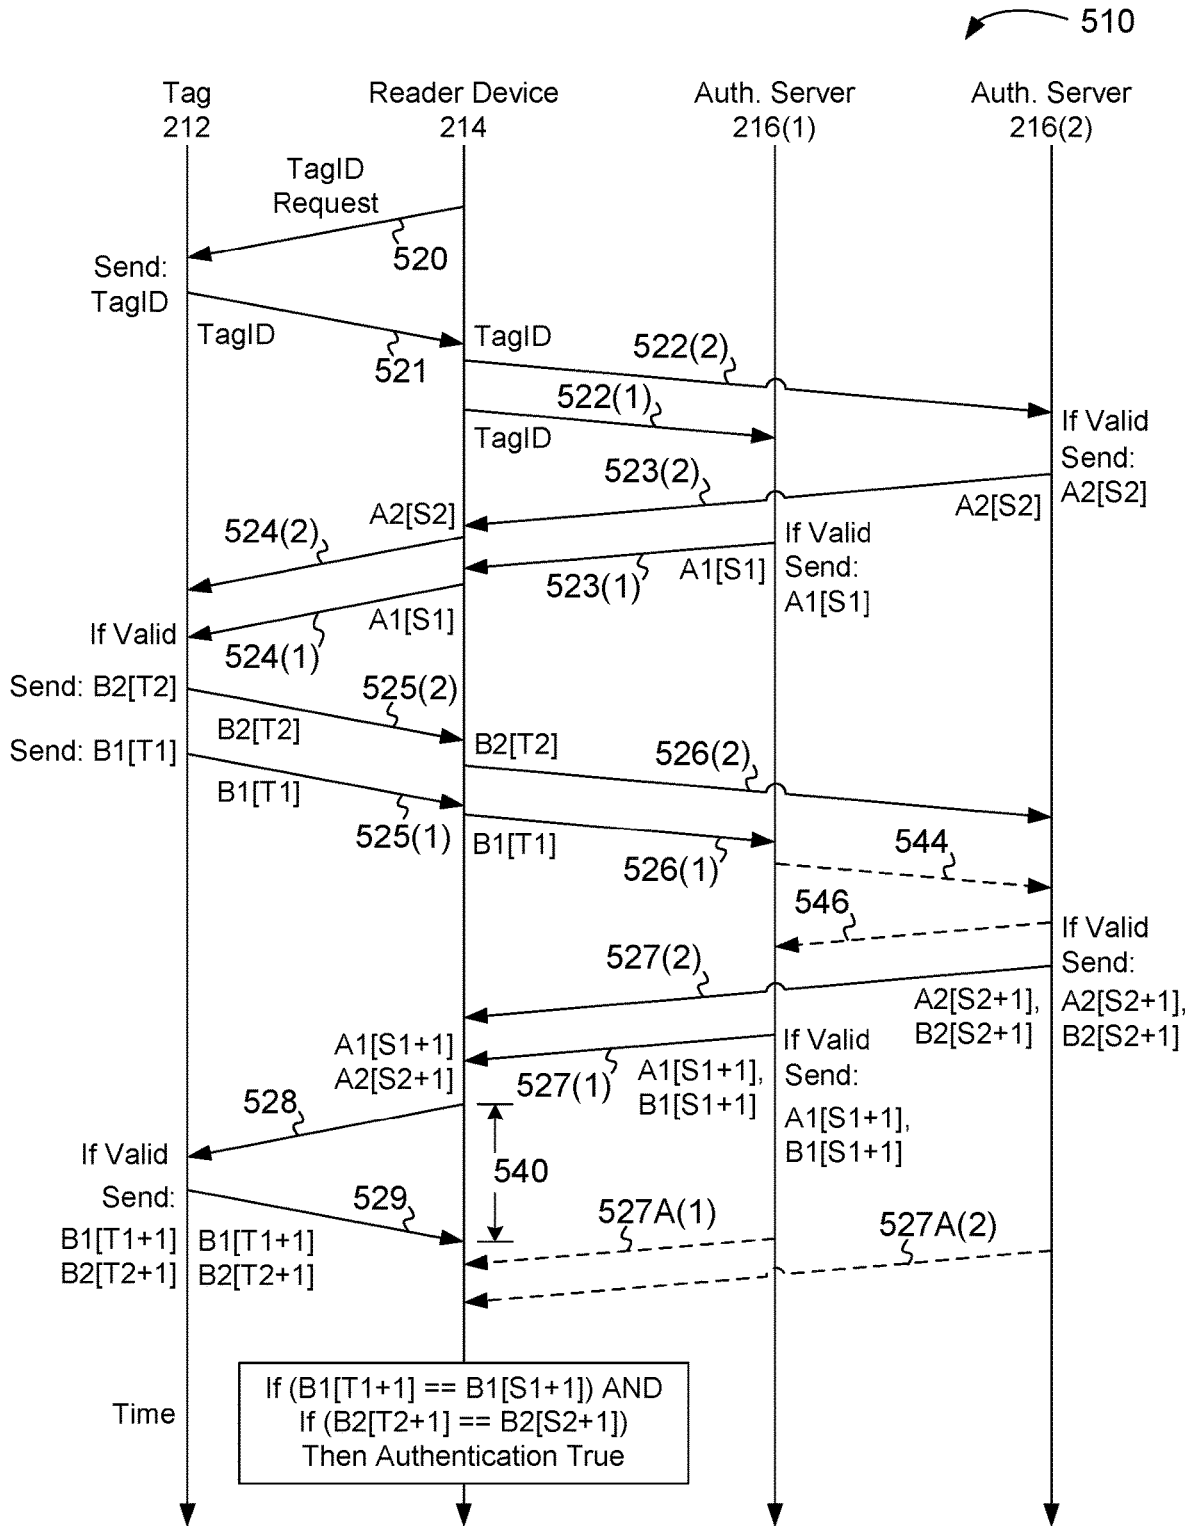 510
Tag
212
Reader Device
214
Auth. Server
216(1)
Auth. Server
216(2)
TagID
Request
520
Send:
TagID
TagID
521
TagID
522(2)
522(1)
TagID
If Valid
Send:
A2[S2]
523(2)
A2[S2]
A2[S2]
524(2)
If Valid
Send:
A1[S1]
A1[S1]
523(1)
A1[S1]
If Valid
524(1)
Send: B2[T2]
525(2)
B2[T2]
B2[T2]
526(2)
Send: B1[T1]
B1[T1]
525(1)
B1[T1]
526(1)
544
546
If Valid
Send:
A2[S2+1],
B2[S2+1]
527(2)
A2[S2+1],
B2[S2+1]
A1[S1+1]
A2[S2+1]
527(1)
A1[S1+1],
B1[S1+1]
If Valid
Send:
A1[S1+1],
B1[S1+1]
528
If Valid
540
Send:
529
B1[T1+1]
B2[T2+1]
B1[T1+1]
B2[T2+1]
527A(1)
527A(2)
Time
If (B1[T1+1] == B1[S1+1]) AND
If (B2[T2+1] == B2[S2+1])
Then Authentication True